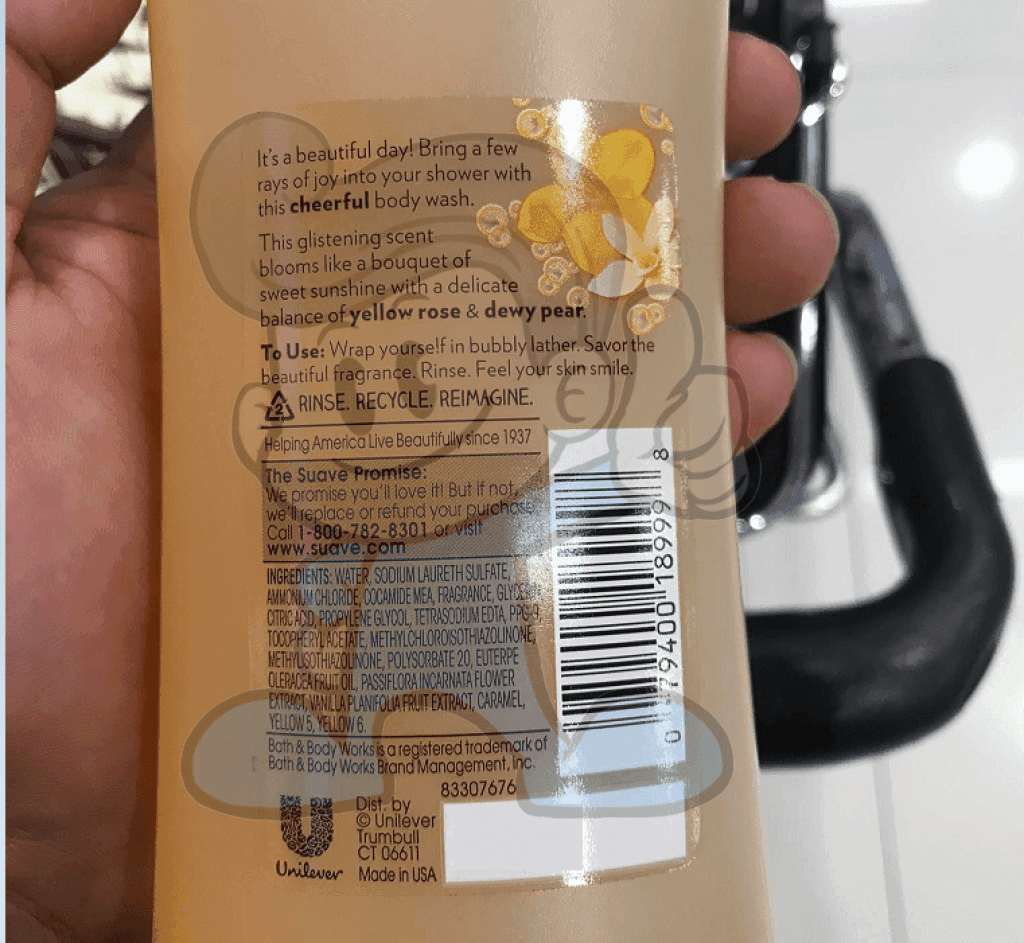 It's a beautiful day! Bring a few
rays of joy into your shower with
this cheerful body wash.
This glistening scent
blooms like a bouquet of
sweet sunshine with a delicate
balance of yellow rose & dewy pear.
To Use: Wrap yourself in bubbly lather. Savor the
beautiful fragrance. Rinse. Feel your skin smile.
2 RINSE. RECYCLE. REIMAGINE.
Helping America Live Beautifully since 1937
The Suave Promise:
We promise you'll love it! But if not,
we'll replace or refund your purchase.
Call 1-800-782-8301 or visit
www.suave.com
INGREDIENTS: WATER, SODIUM LAURETH SULFATE,
AMMONIUM CHLORIDE, COCAMIDE MEA, FRAGRANCE,
CITRIC ACID, PROPYLENE GLYCOL, TETRASODIUM EDTA, PPG-9,
TOCOPHERYL ACETATE, METHYLCHLOROISOTHIAZOLINONE,
METHYLISOTHIAZOLINONE, POLYSORBATE 20, EUTERPE
OLERACEA FRUIT OIL, PASSIFLORA INCARNATA FLOWER
EXTRACT, VANILLA PLANIFOLIA FRUIT EXTRACT, CARAMEL,
YELLOW 5, YELLOW 6.
Bath & Body Works is a registered trademark of
Bath & Body Works Brand Management, Inc.
83307676
0 79400 18999 8
Unilever
Dist. by
© Unilever
Trumbull
CT 06611
Made in USA